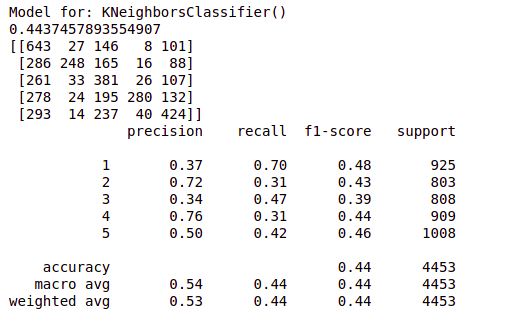 Model for: KNeighborsClassifier()
0.4437457893554907
[[643  27 146   8 101]
 [286 248 165  16  88]
 [261  33 381  26 107]
 [278  24 195 280 132]
 [293  14 237  40 424]]
              precision    recall  f1-score   support

           1       0.37      0.70      0.48       925
           2       0.72      0.31      0.43       803
           3       0.34      0.47      0.39       808
           4       0.76      0.31      0.44       909
           5       0.50      0.42      0.46      1008

    accuracy                           0.44      4453
   macro avg       0.54      0.44      0.44      4453
weighted avg       0.53      0.44      0.44      4453